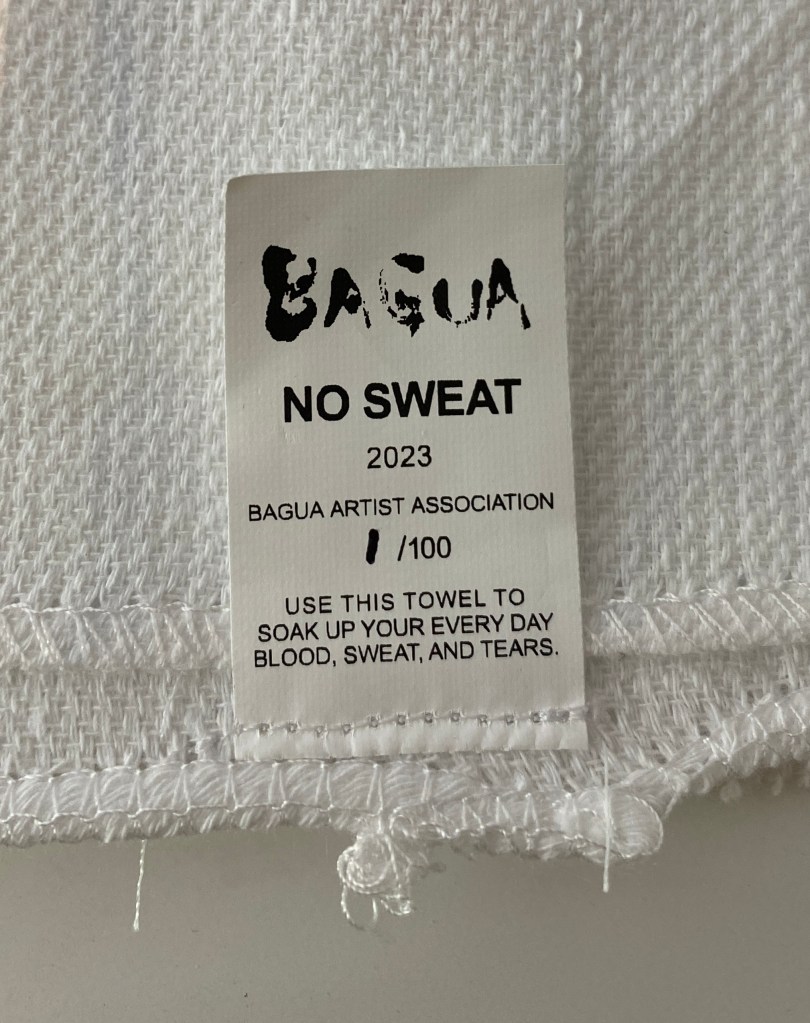 BAGUA
NO SWEAT
2023
BAGUA ARTIST ASSOCIATION
1 /100
USE THIS TOWEL TO
SOAK UP YOUR EVERY DAY
BLOOD, SWEAT, AND TEARS.